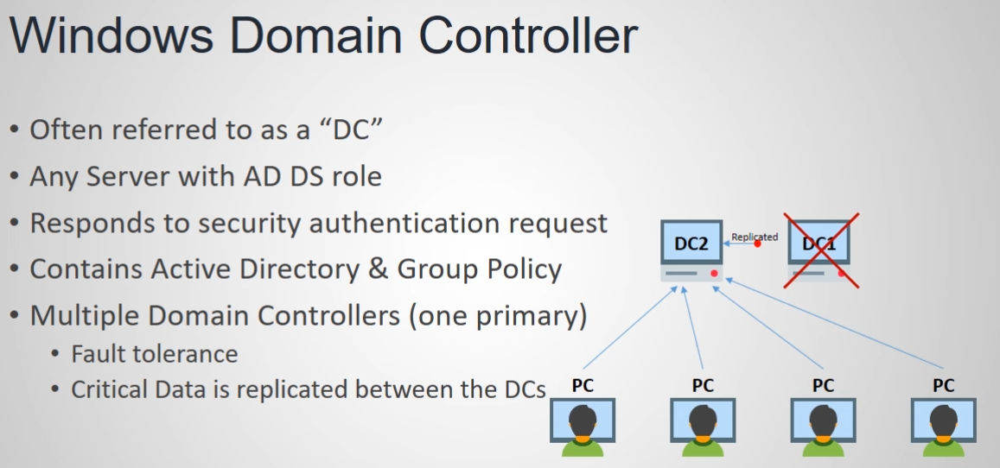 Windows Domain Controller
• Often referred to as a “DC”
• Any Server with AD DS role
• Responds to security authentication request
• Contains Active Directory & Group Policy
• Multiple Domain Controllers (one primary)
• Fault tolerance
• Critical Data is replicated between the DCs
DC2
Replicated
DC1
PC
PC
PC
PC